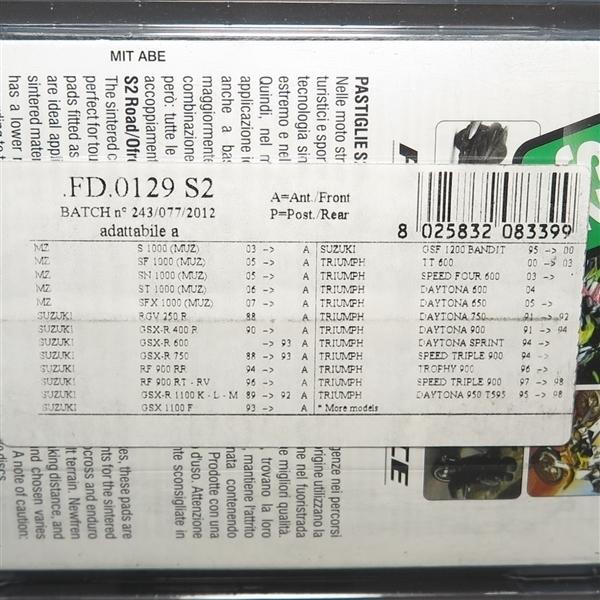 MIT ABE
.FD.0129 S2
BATCH n° 243/077/2012
adattabile a
A=Ant./Front
P=Post./Rear
8 025832 083399
MZ S 1000 (MUZ) 03 -> A SUZUKI GSF 1200 BANDIT 95 -> 00
MZ SF 1000 (MUZ) 05 -> A TRIUMPH TT 600 00 -> 03
MZ SN 1000 (MUZ) 05 -> A TRIUMPH SPEED FOUR 600 03 ->
MZ ST 1000 (MUZ) 06 -> A TRIUMPH DAYTONA 600 04
MZ SFX 1000 (MUZ) 07 -> A TRIUMPH DAYTONA 650 05 ->
SUZUKI RGV 250 R 88 A TRIUMPH DAYTONA 750 91 -> 92
SUZUKI GSX-R 400 R 90 -> A TRIUMPH DAYTONA 900 91 -> 94
SUZUKI GSX-R 600 -> 93 A TRIUMPH DAYTONA SPRINT 94 ->
SUZUKI GSX-R 750 88 -> 93 A TRIUMPH SPEED TRIPLE 900 94 ->
SUZUKI RF 900 RR 94 -> A TRIUMPH TROPHY 900 96 ->
SUZUKI RF 900 RT - RV 96 -> A TRIUMPH SPEED TRIPLE 900 97 -> 98
SUZUKI GSX-R 1100 K - L - M 89 -> 92 A TRIUMPH DAYTONA 950 T595 95 -> 98
SUZUKI GSX 1100 F 93 -> A * More models
PASTIGLIE S
Nelle moto str
turistici e spor
tecnologia sin
estremo e nel
Quindi, nel m
applicazione i
anche a bas
maggiormente
combinazione
però: tutte le
accoppiament
S2 Road/Ofro
The sintered c
perfect for tou
pads fitted as
are ideal appl
sintered mater
has a lower r
genze nei percorsi
origine utilizzano la
ne nel fuoristrada
e migliori qualità.
, trovano la loro
, mantiene l'attrito
nata contenendo
Prodotte con una
d'uso. Attenzione
te sconsigliate in
es, these pads are
nts for the sintered
ocross and enduro
lt terrain. Newfren
king distance, and
nd chosen varies
A note of caution:
discs.
CE